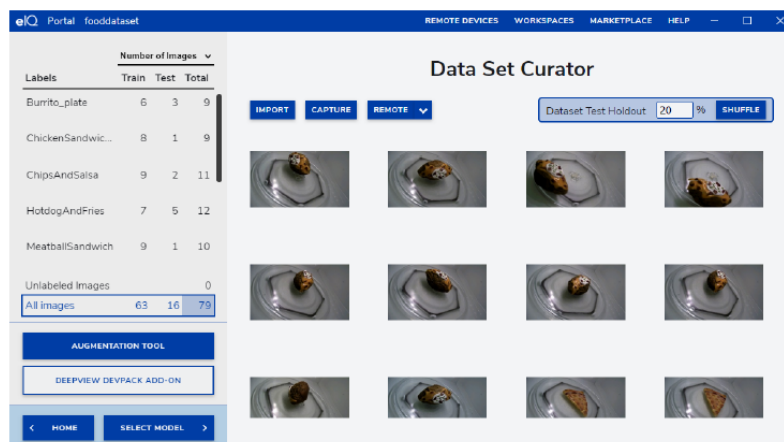 eIQ Portal fooddataset REMOTE DEVICES WORKSPACES MARKETPLACE HELP
Number of Images
Labels Train Test Total
Burrito_plate 6 3 9
ChickenSandwic... 8 1 9
ChipsAndSalsa 9 2 11
HotdogAndFries 7 5 12
MeatballSandwich 9 1 10
Unlabeled Images 0
All images 63 16 79
AUGMENTATION TOOL
DEEPVIEW DEVPACK ADD-ON
< HOME
SELECT MODEL >
Data Set Curator
IMPORT CAPTURE REMOTE
Dataset Test Holdout 20 % SHUFFLE